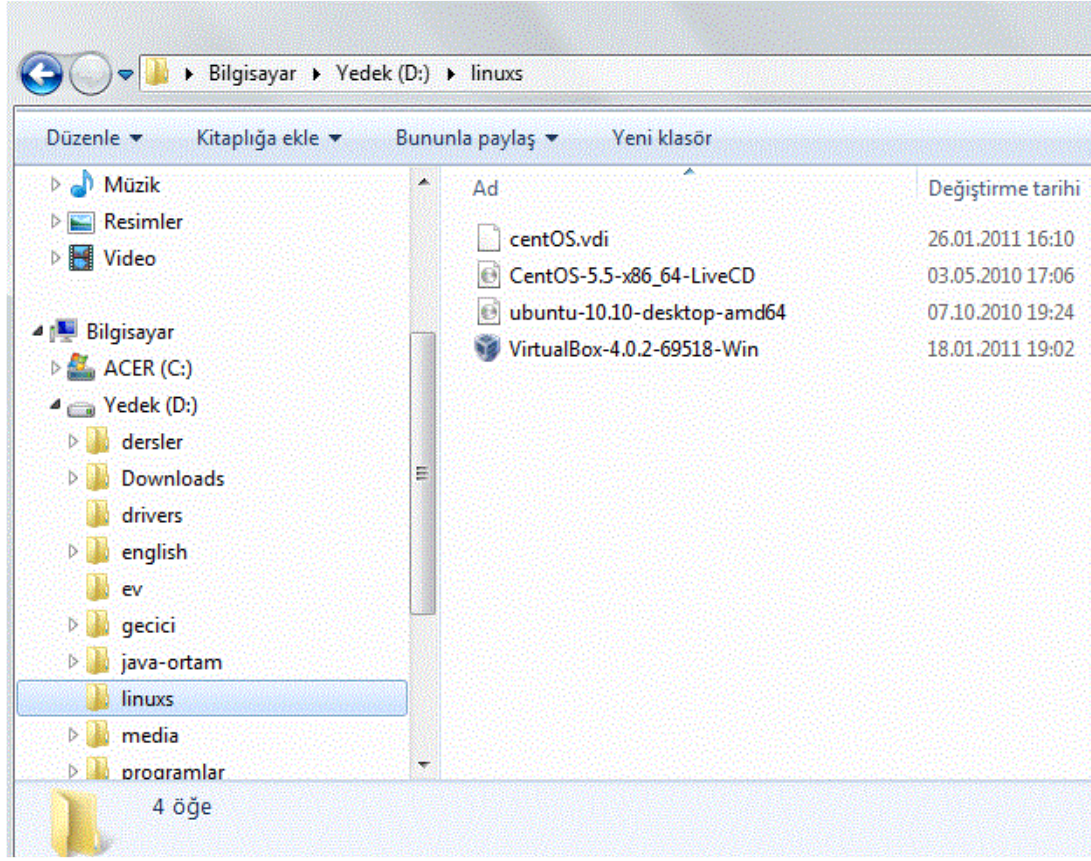 Bilgisayar Yedek (D:) linuxs
Düzenle Kitaplığa ekle Bununla paylaş Yeni klasör
Müzik
Resimler
Video
Bilgisayar
ACER (C:)
Yedek (D:)
dersler
Downloads
drivers
english
ev
gecici
java-ortam
linuxs
media
programlar
Ad Değiştirme tarihi
centOS.vdi 26.01.2011 16:10
CentOS-5.5-x86_64-LiveCD 03.05.2010 17:06
ubuntu-10.10-desktop-amd64 07.10.2010 19:24
VirtualBox-4.0.2-69518-Win 18.01.2011 19:02
4 öğe